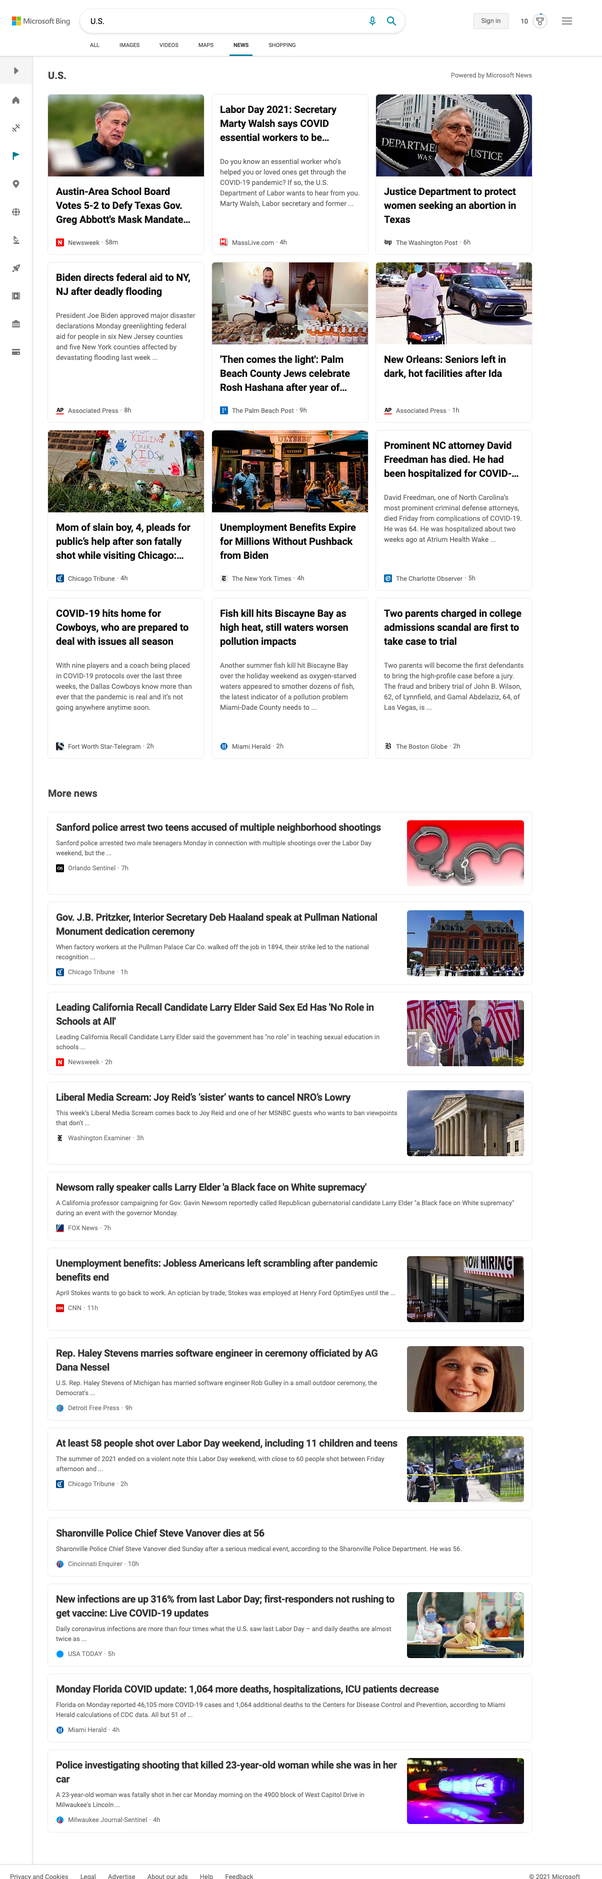 Microsoft Bing
U.S.
Sign in
10
ALL
IMAGES
VIDEOS
MAPS
NEWS
SHOPPING
U.S.
Powered by Microsoft News
DEPARTME
JUSTICE
Austin-Area School Board
Votes 5-2 to Defy Texas Gov.
Greg Abbott's Mask Mandate...
Newsweek · 58m
Labor Day 2021: Secretary
Marty Walsh says COVID
essential workers to be...
Do you know an essential worker who's
helped you or loved ones get through the
COVID-19 pandemic? If so, the U.S.
Department of Labor wants to hear from you.
Marty Walsh, Labor secretary and former ...
MassLive.com · 4h
Justice Department to protect
women seeking an abortion in
Texas
The Washington Post · 6h
Biden directs federal aid to NY,
NJ after deadly flooding
President Joe Biden approved major disaster
declarations Monday greenlighting federal
aid for people in six New Jersey counties
and five New York counties affected by
devastating flooding last week ...
Associated Press · 8h
'Then comes the light': Palm
Beach County Jews celebrate
Rosh Hashana after year of...
The Palm Beach Post · 9h
New Orleans: Seniors left in
dark, hot facilities after Ida
Associated Press · 1h
KILLING
OUR
KIDS
Mom of slain boy, 4, pleads for
public's help after son fatally
shot while visiting Chicago:...
Chicago Tribune · 4h
Unemployment Benefits Expire
for Millions Without Pushback
from Biden
The New York Times · 4h
Prominent NC attorney David
Freedman has died. He had
been hospitalized for COVID-...
David Freedman, one of North Carolina's
most prominent criminal defense attorneys,
died Friday from complications of COVID-19.
He was 64. He was hospitalized about two
weeks ago at Atrium Health Wake ...
The Charlotte Observer · 5h
COVID-19 hits home for
Cowboys, who are prepared to
deal with issues all season
With nine players and a coach being placed
in COVID-19 protocols over the last three
weeks, the Dallas Cowboys know more than
ever that the pandemic is real and it's not
going anywhere anytime soon.
Fort Worth Star-Telegram · 2h
Fish kill hits Biscayne Bay as
high heat, still waters worsen
pollution impacts
Another summer fish kill hit Biscayne Bay
over the holiday weekend as oxygen-starved
waters appeared to smother dozens of fish,
the latest indicator of a pollution problem
Miami-Dade County needs to ...
Miami Herald · 2h
Two parents charged in college
admissions scandal are first to
take case to trial
Two parents will become the first defendants
to bring the high-profile case before a jury.
The fraud and bribery trial of John B. Wilson,
62, of Lynnfield, and Gamal Abdelaziz, 64, of
Las Vegas, is ...
The Boston Globe · 2h
More news
Sanford police arrest two teens accused of multiple neighborhood shootings
Sanford police arrested two male teenagers Monday in connection with multiple shootings over the Labor Day
weekend, but the ...
Orlando Sentinel · 7h
Gov. J.B. Pritzker, Interior Secretary Deb Haaland speak at Pullman National
Monument dedication ceremony
When factory workers at the Pullman Palace Car Co. walked off the job in 1894, their strike led to the national
recognition ...
Chicago Tribune · 1h
Leading California Recall Candidate Larry Elder Said Sex Ed Has 'No Role in
Schools at All'
Leading California Recall Candidate Larry Elder said the government has "no role" in teaching sexual education in
schools ...
Newsweek · 2h
Liberal Media Scream: Joy Reid's 'sister' wants to cancel NRO's Lowry
This week's Liberal Media Scream comes back to Joy Reid and one of her MSNBC guests who wants to ban viewpoints
that don't ...
Washington Examiner · 3h
Newsom rally speaker calls Larry Elder 'a Black face on White supremacy'
A California professor campaigning for Gov. Gavin Newsom reportedly called Republican gubernatorial candidate Larry Elder "a Black face on White supremacy"
during an event with the governor Monday.
FOX News · 7h
Unemployment benefits: Jobless Americans left scrambling after pandemic
benefits end
April Stokes wants to go back to work. An optician by trade, Stokes was employed at Henry Ford OptimEyes until the ...
CNN · 11h
NOW HIRING
Rep. Haley Stevens marries software engineer in ceremony officiated by AG
Dana Nessel
U.S. Rep. Haley Stevens of Michigan has married software engineer Rob Gulley in a small outdoor ceremony, the
Democrat's ...
Detroit Free Press · 9h
At least 58 people shot over Labor Day weekend, including 11 children and teens
The summer of 2021 ended on a violent note this Labor Day weekend, with close to 60 people shot between Friday
afternoon and ...
Chicago Tribune · 2h
Sharonville Police Chief Steve Vanover dies at 56
Sharonville Police Chief Steve Vanover died Sunday after a serious medical event, according to the Sharonville Police Department. He was 56.
Cincinnati Enquirer · 10h
New infections are up 316% from last Labor Day; first-responders not rushing to
get vaccine: Live COVID-19 updates
Daily coronavirus infections are more than four times what the U.S. saw last Labor Day – and daily deaths are almost
twice as ...
USA TODAY · 5h
Monday Florida COVID update: 1,064 more deaths, hospitalizations, ICU patients decrease
Florida on Monday reported 46,105 more COVID-19 cases and 1,064 additional deaths to the Centers for Disease Control and Prevention, according to Miami
Herald calculations of CDC data. All but 51 of ...
Miami Herald · 4h
Police investigating shooting that killed 23-year-old woman while she was in her
car
A 23-year-old woman was fatally shot in her car Monday morning on the 4900 block of West Capitol Drive in
Milwaukee's Lincoln ...
Milwaukee Journal-Sentinel · 4h
Privacy and Cookies
Legal
Advertise
About our ads
Help
Feedback
© 2021 Microsoft